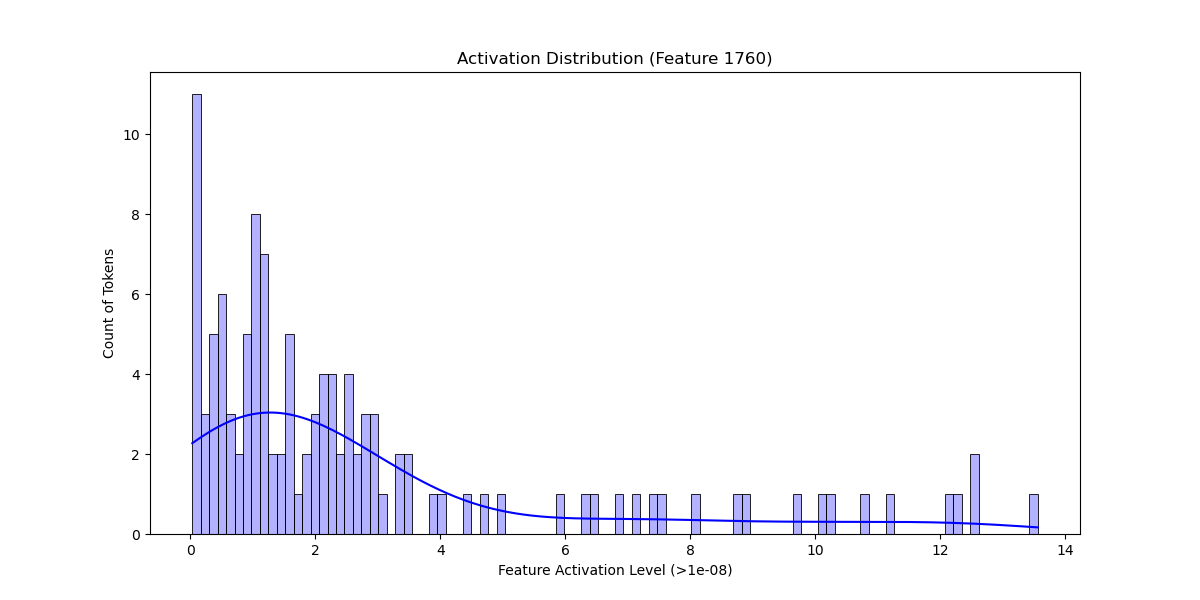 Activation Distribution (Feature 1760)
Count of Tokens
10
8
6
4
2
0
0 2 4 6 8 10 12 14
Feature Activation Level (>1e-08)